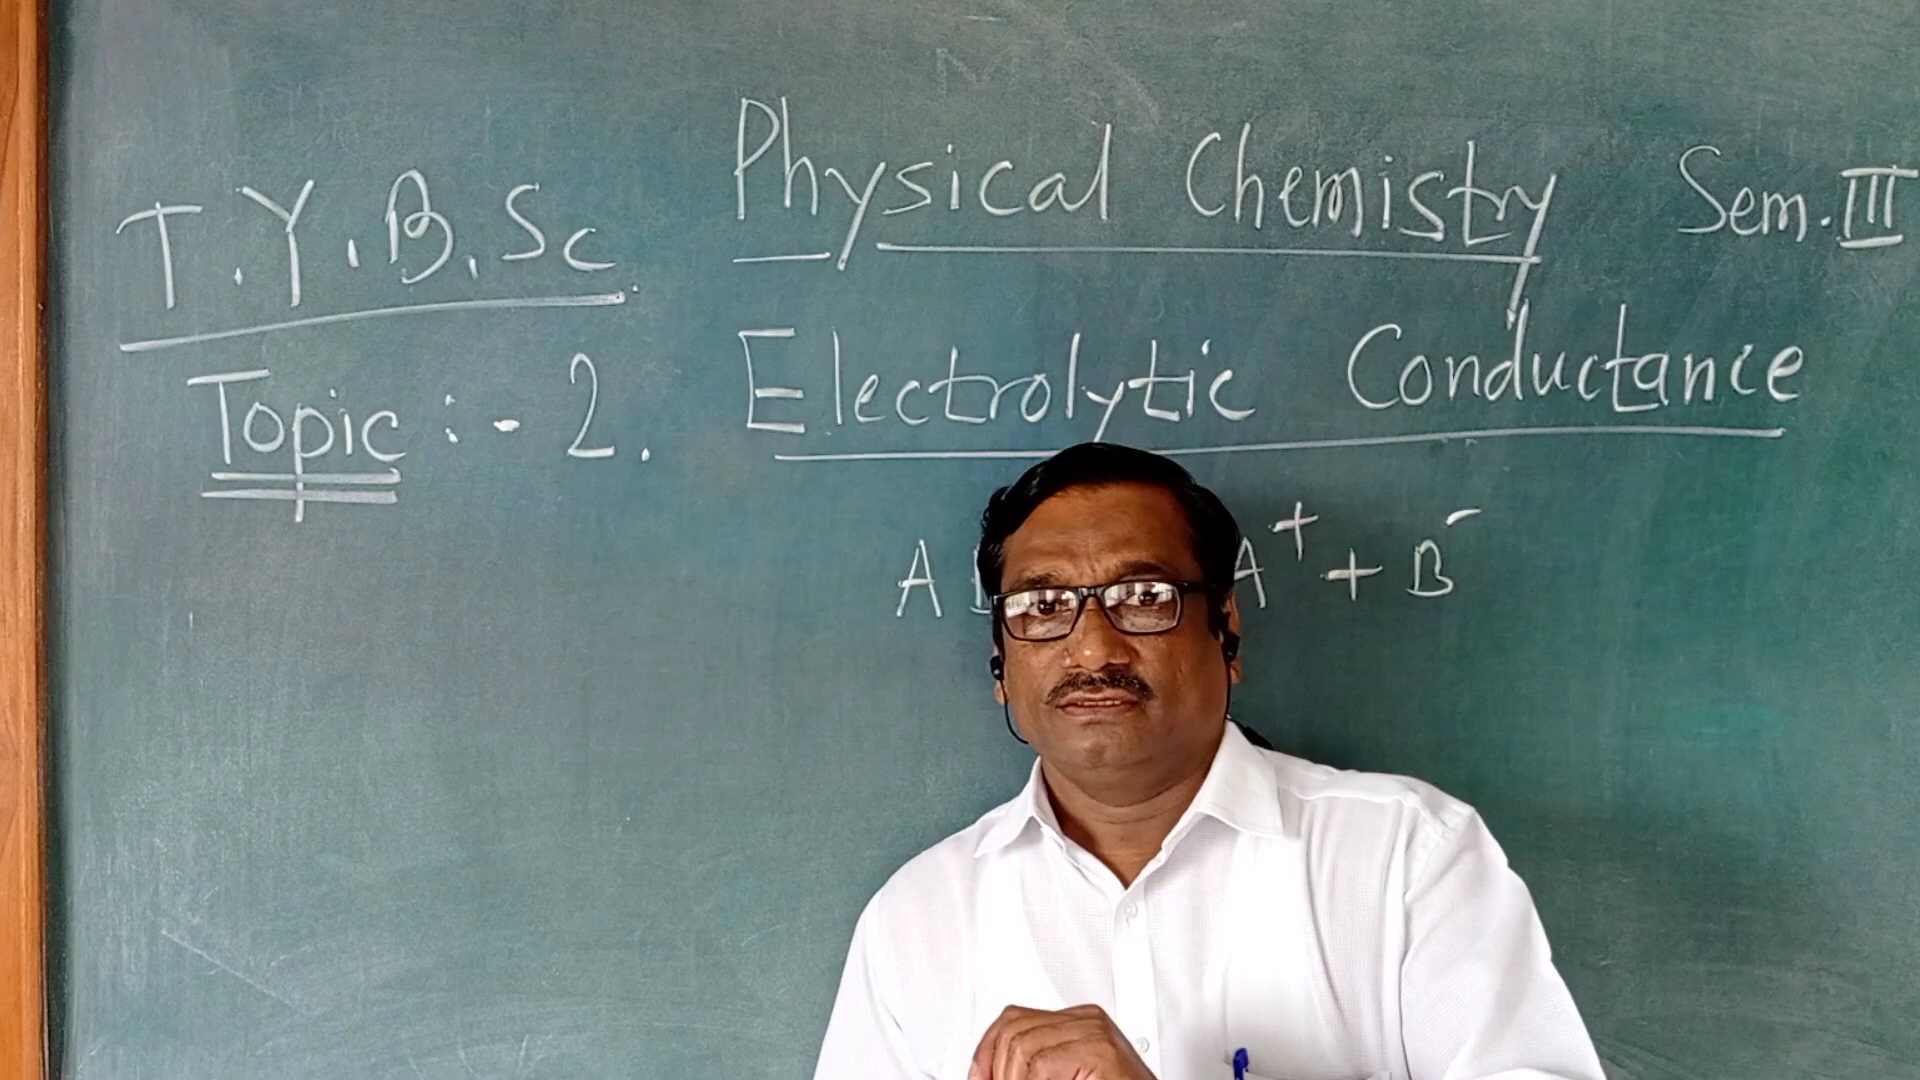 Physical Chemistry Sem. III
T.Y.B.Sc.
Topic :- 2. Electrolytic Conductance
A A⁺ + B⁻